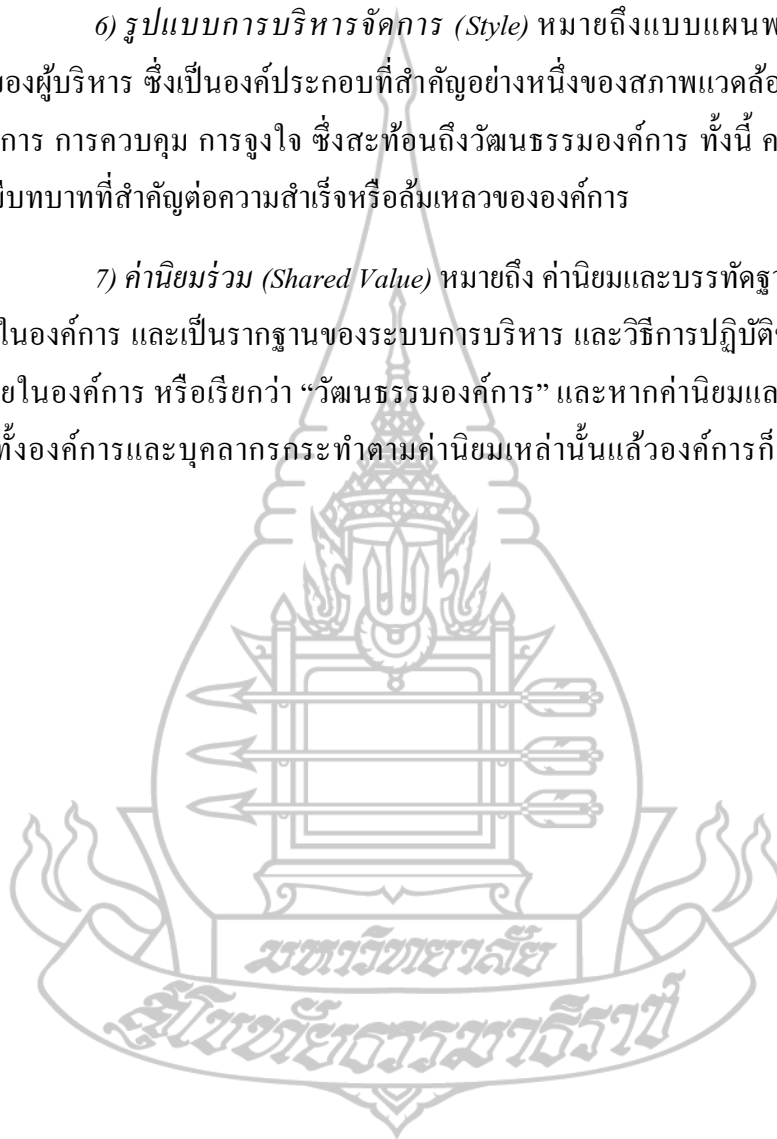 6) รูปแบบการบริหารจัดการ (Style) หมายถึงแบบแผนพ
ของผู้บริหาร ซึ่งเป็นองค์ประกอบที่สำคัญอย่างหนึ่งของสภาพแวดล้อ
การ การควบคุม การจูงใจ ซึ่งสะท้อนถึงวัฒนธรรมองค์การ ทั้งนี้ ค
มีบทบาทที่สำคัญต่อความสำเร็จหรือล้มเหลวขององค์การ
7) ค่านิยมร่วม (Shared Value) หมายถึง ค่านิยมและบรรทัดฐา
ในองค์การ และเป็นรากฐานของระบบการบริหาร และวิธีการปฏิบัติ
ยในองค์การ หรือเรียกว่า “วัฒนธรรมองค์การ” และหากค่านิยมแล
ทั้งองค์การและบุคลากรกระทำตามค่านิยมเหล่านั้นแล้วองค์การก็
มหาวิทยาลัย
สุโขทัยธรรมาธิราช